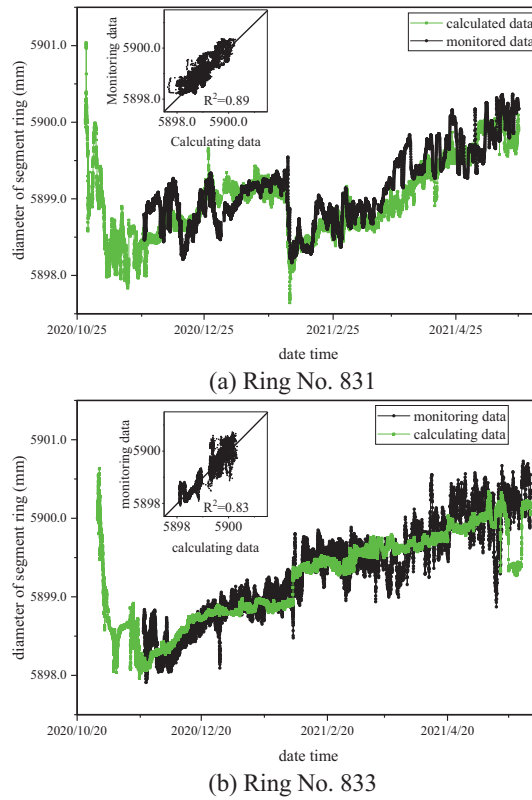 5901.0
5900.0
5899.0
5898.0
diameter of segment ring (mm)
Monitoring data
5900.0
5898.0
R²=0.89
5898.0 5900.0
Calculating data
calculated data
monitored data
2020/10/25 2020/12/25 2021/2/25 2021/4/25
date time
(a) Ring No. 831
5901.0
5900.0
5899.0
5898.0
diameter of segment ring (mm)
monitoring data
5900
5898
R²=0.83
5898 5900
calculating data
monitoring data
calculating data
2020/10/20 2020/12/20 2021/2/20 2021/4/20
date time
(b) Ring No. 833